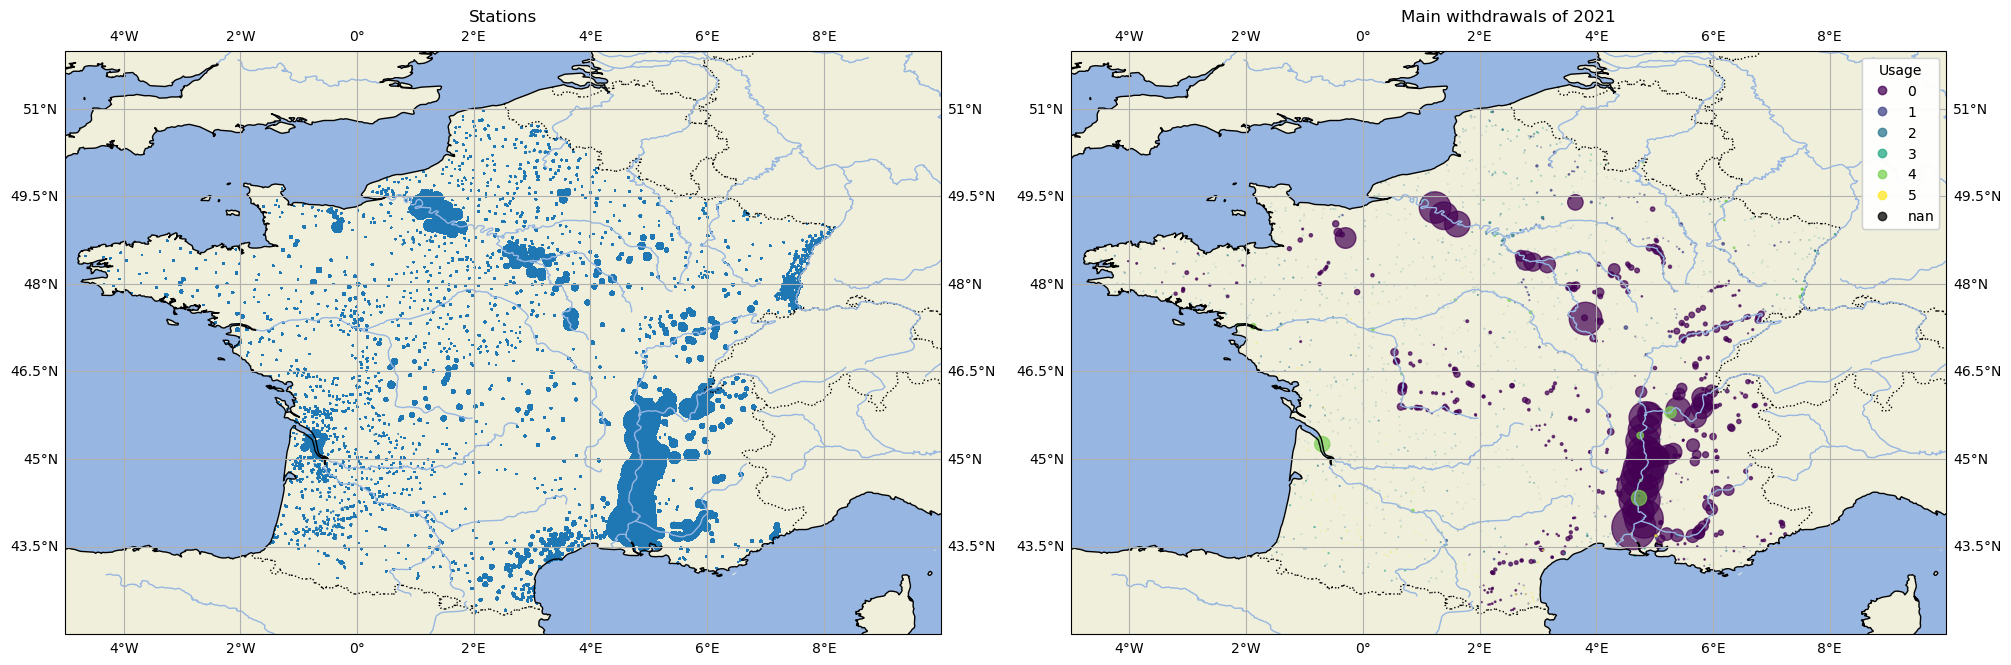 Stations
4°W 2°W 0° 2°E 4°E 6°E 8°E
51°N 51°N
49.5°N 49.5°N
48°N 48°N
46.5°N 46.5°N
45°N 45°N
43.5°N 43.5°N
4°W 2°W 0° 2°E 4°E 6°E 8°E
Main withdrawals of 2021
4°W 2°W 0° 2°E 4°E 6°E 8°E
Usage
0
1
2
3
4
5
nan
51°N 51°N
49.5°N 49.5°N
48°N 48°N
46.5°N 46.5°N
45°N 45°N
43.5°N 43.5°N
4°W 2°W 0° 2°E 4°E 6°E 8°E